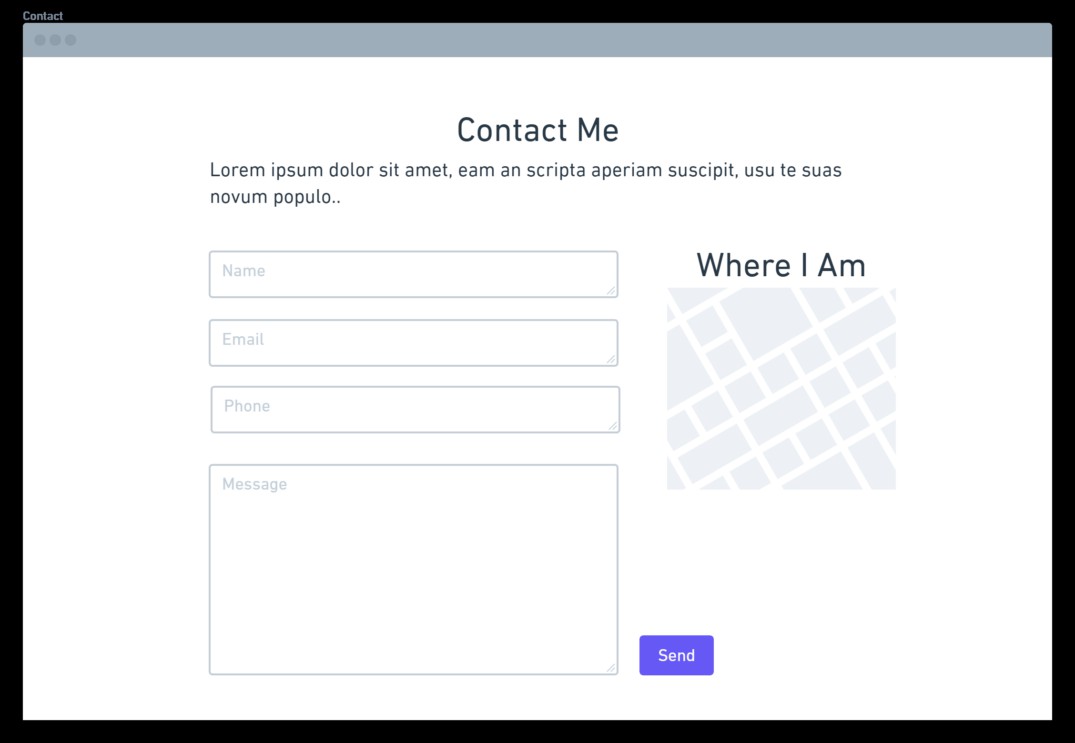 Contact
Contact Me
Lorem ipsum dolor sit amet, eam an scripta aperiam suscipit, usu te suas
novum populo..
Name
Email
Phone
Message
Where I Am
Send